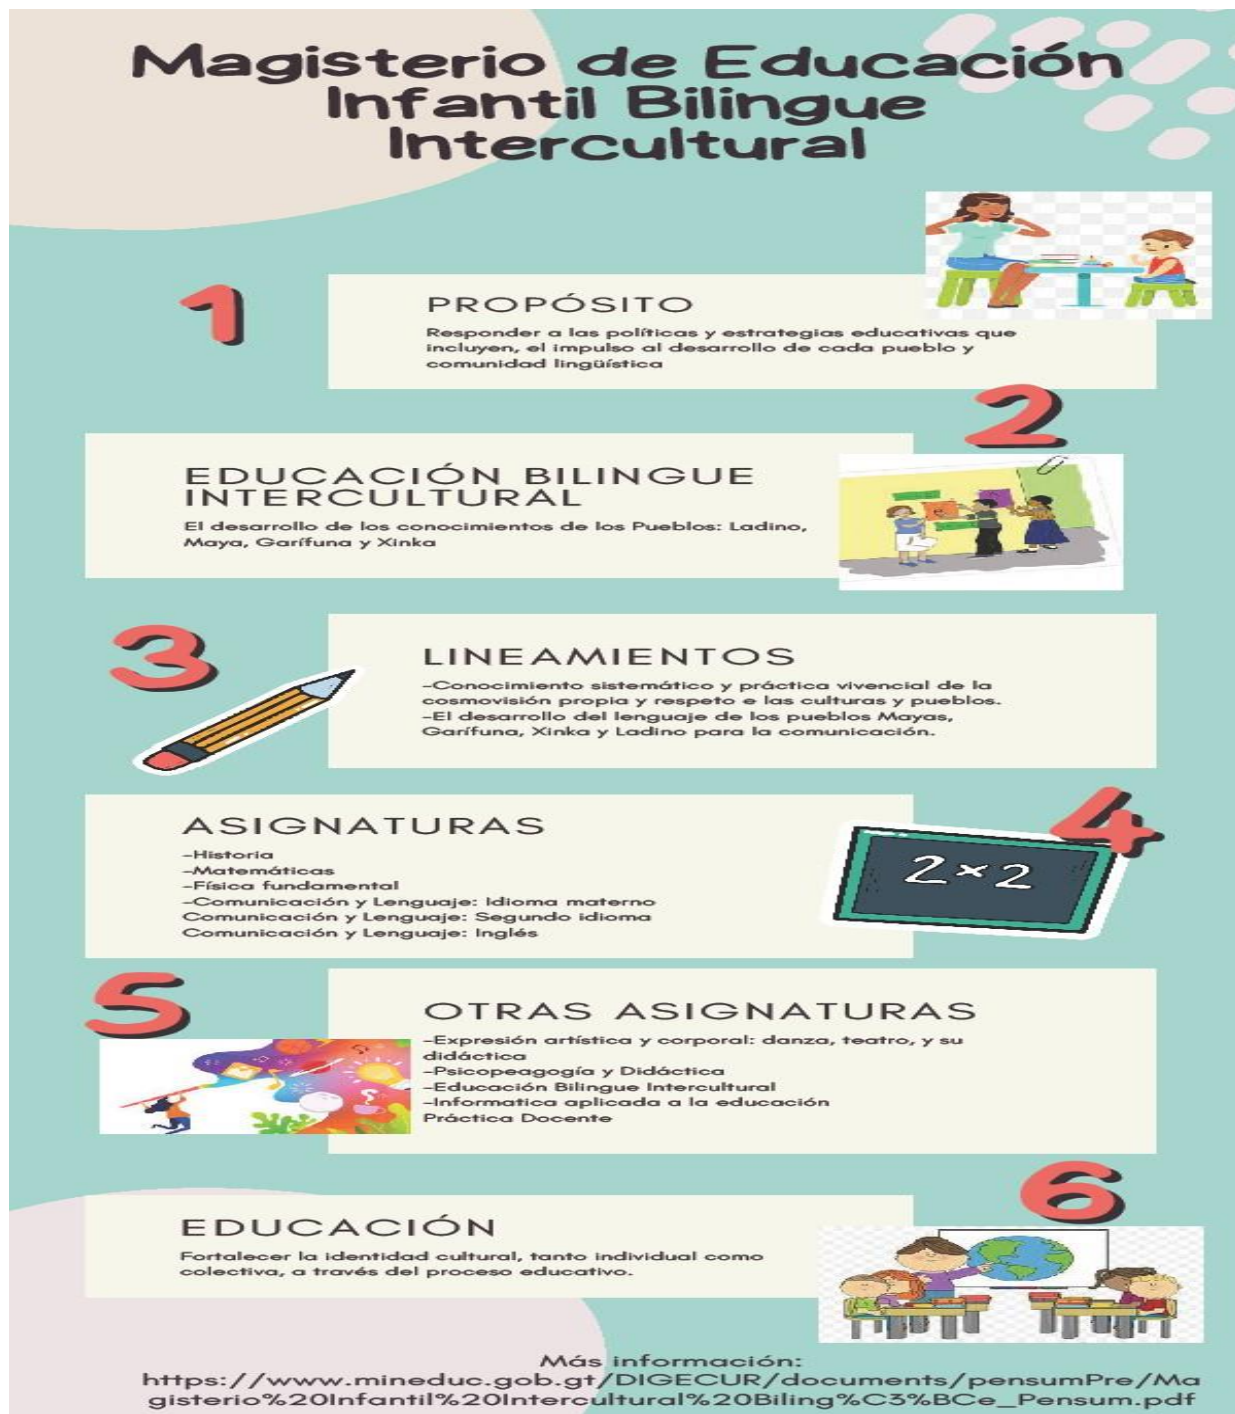 Magisterio de Educación
Infantil Bilingue
Intercultural
1
PROPÓSITO
Responder a las políticas y estrategias educativas que
incluyen, el impulso al desarrollo de cada pueblo y
comunidad lingüística
2
EDUCACIÓN BILINGUE
INTERCULTURAL
El desarrollo de los conocimientos de los Pueblos: Ladino,
Maya, Garífuna y Xinka
3
LINEAMIENTOS
-Conocimiento sistemático y práctica vivencial de la
cosmovisión propia y respeto e las culturas y pueblos.
-El desarrollo del lenguaje de los pueblos Mayas,
Garífuna, Xinka y Ladino para la comunicación.
4
ASIGNATURAS
-Historia
-Matemáticas
-Física fundamental
-Comunicación y Lenguaje: Idioma materno
Comunicación y Lenguaje: Segundo idioma
Comunicación y Lenguaje: Inglés
2×2
5
OTRAS ASIGNATURAS
-Expresión artística y corporal: danza, teatro, y su
didáctica
-Psicopeagogía y Didáctica
-Educación Bilingue Intercultural
-Informatica aplicada a la educación
Práctica Docente
6
EDUCACIÓN
Fortalecer la identidad cultural, tanto individual como
colectiva, a través del proceso educativo.
Más información:
https://www.mineduc.gob.gt/DIGECUR/documents/pensumPre/Ma
gisterio%20Infantil%20Intercultural%20Biling%C3%BCe_Pensum.pdf